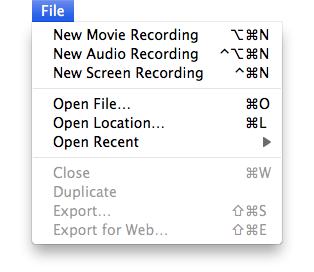 File
New Movie Recording ⌥⌘N
New Audio Recording ^⌥⌘N
New Screen Recording ^⌘N
Open File... ⌘O
Open Location... ⌘L
Open Recent ▶
Close ⌘W
Duplicate
Export... ⇧⌘S
Export for Web... ⇧⌘E